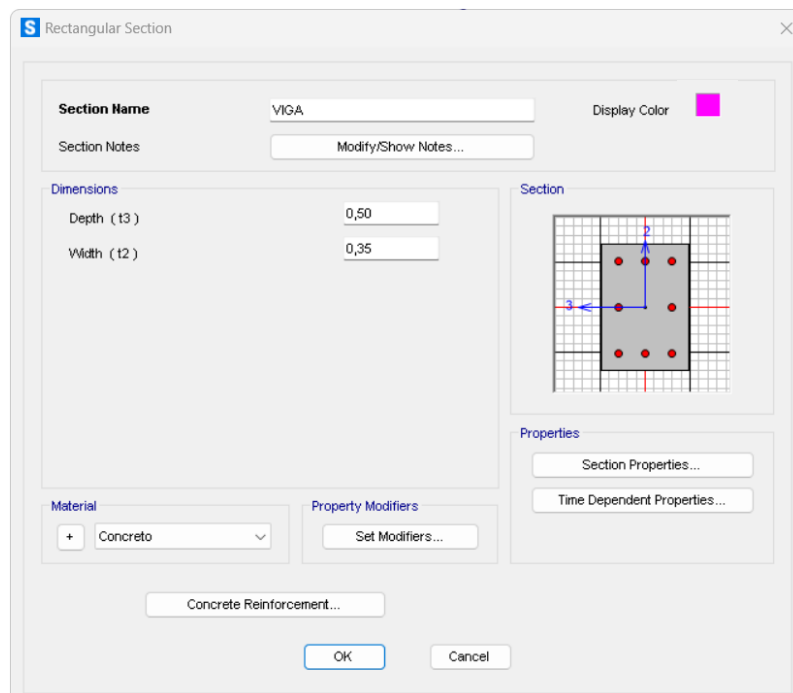 S Rectangular Section
Section Name VIGA Display Color
Section Notes Modify/Show Notes...
Dimensions
Depth ( t3 ) 0,50
Width ( t2 ) 0,35
Section
2
3
Properties
Section Properties...
Time Dependent Properties...
Material
+ Concreto
Property Modifiers
Set Modifiers...
Concrete Reinforcement...
OK Cancel